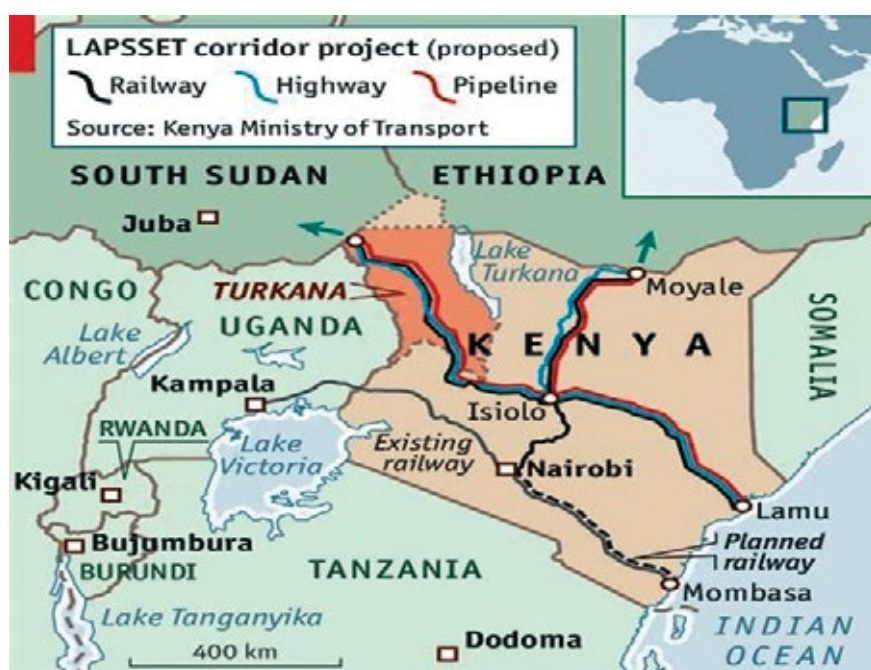 LAPSSET corridor project (proposed)
Railway Highway Pipeline
Source: Kenya Ministry of Transport
SOUTH SUDAN
ETHIOPIA
Juba
Lake
Turkana
Moyale
CONGO
TURKANA
UGANDA
SOMALIA
Lake
Albert
KENYA
Kampala
Isiolo
RWANDA
Lake
Victoria
Existing
railway
Nairobi
Kigali
Lamu
Bujumbura
BURUNDI
Planned
railway
TANZANIA
Mombasa
Lake Tanganyika
400 km
Dodoma
INDIAN
OCEAN